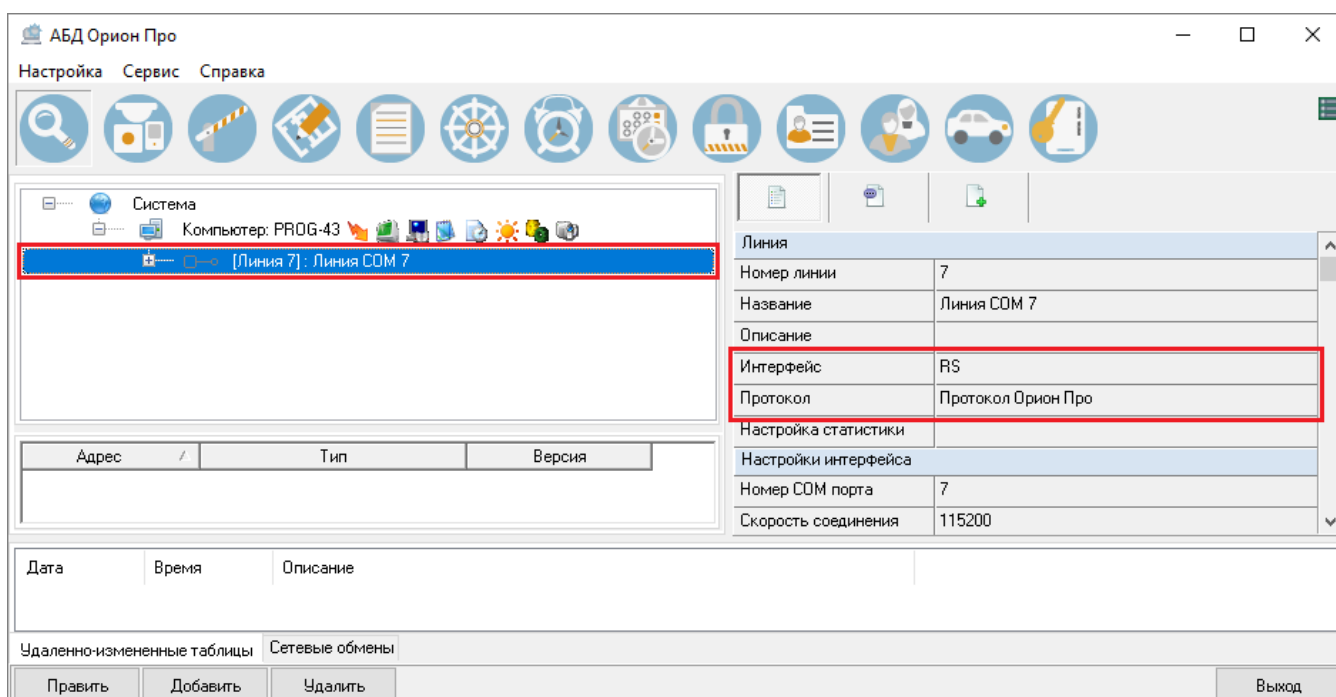 АБД Орион Про
Настройка Сервис Справка
Система
Компьютер: PROG-43
[Линия 7] : Линия COM 7
Адрес Тип Версия
Линия
Номер линии 7
Название Линия COM 7
Описание
Интерфейс RS
Протокол Протокол Орион Про
Настройка статистики
Настройки интерфейса
Номер COM порта 7
Скорость соединения 115200
Дата Время Описание
Удаленно-измененные таблицы Сетевые обмены
Править Добавить Удалить Выход